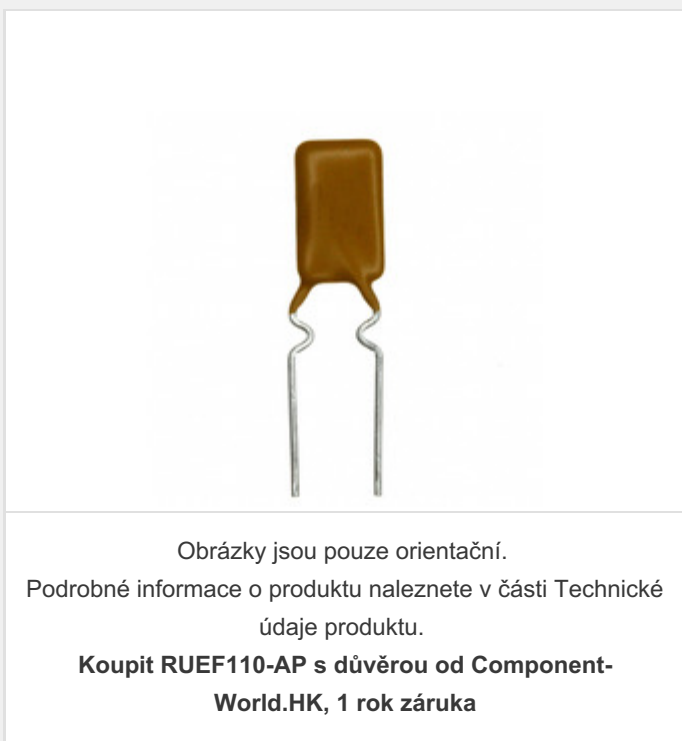 Obrázky jsou pouze orientační.
Podrobné informace o produktu naleznete v části Technické
údaje produktu.
Koupit RUEF110-AP s důvěrou od Component-
World.HK, 1 rok záruka